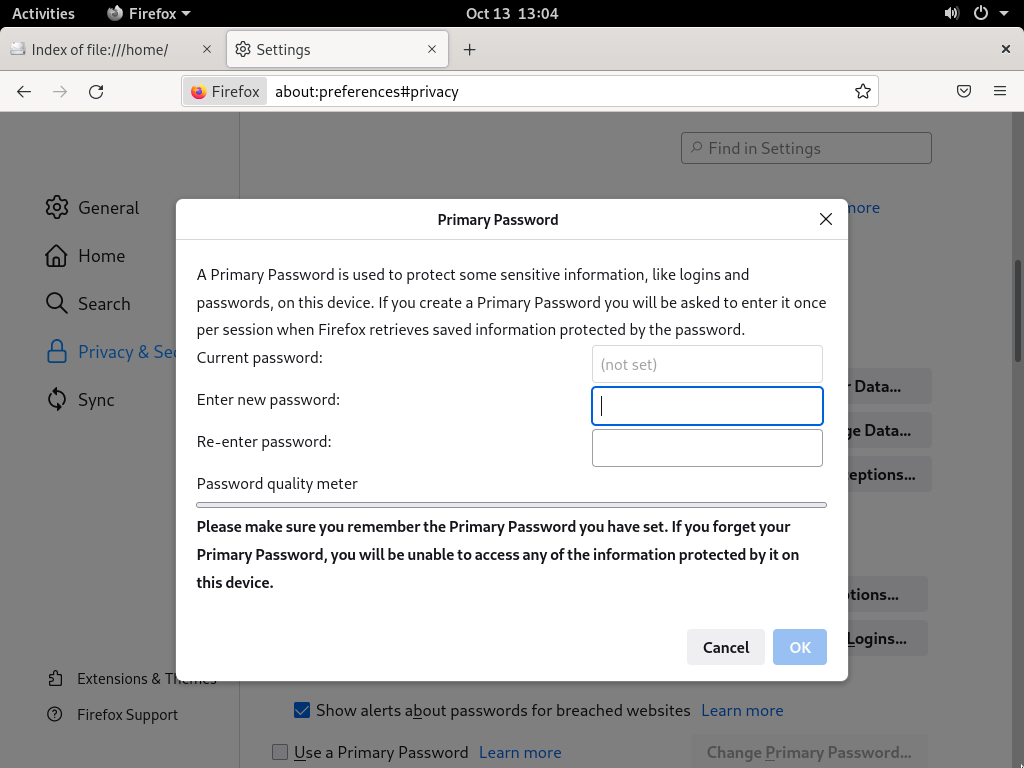 Activities Firefox Oct 13 13:04
Index of file:///home/ Settings
Firefox about:preferences#privacy
Find in Settings
General
more
Primary Password
Home
A Primary Password is used to protect some sensitive information, like logins and
passwords, on this device. If you create a Primary Password you will be asked to enter it once
per session when Firefox retrieves saved information protected by the password.
Search
Privacy & Sec
Current password: (not set)
Data...
Sync
Enter new password:
ge Data...
Re-enter password:
eptions...
Password quality meter
Please make sure you remember the Primary Password you have set. If you forget your
Primary Password, you will be unable to access any of the information protected by it on
this device.
tions...
Logins...
Cancel OK
Extensions & Themes
Show alerts about passwords for breached websites Learn more
Firefox Support
Use a Primary Password Learn more Change Primary Password...